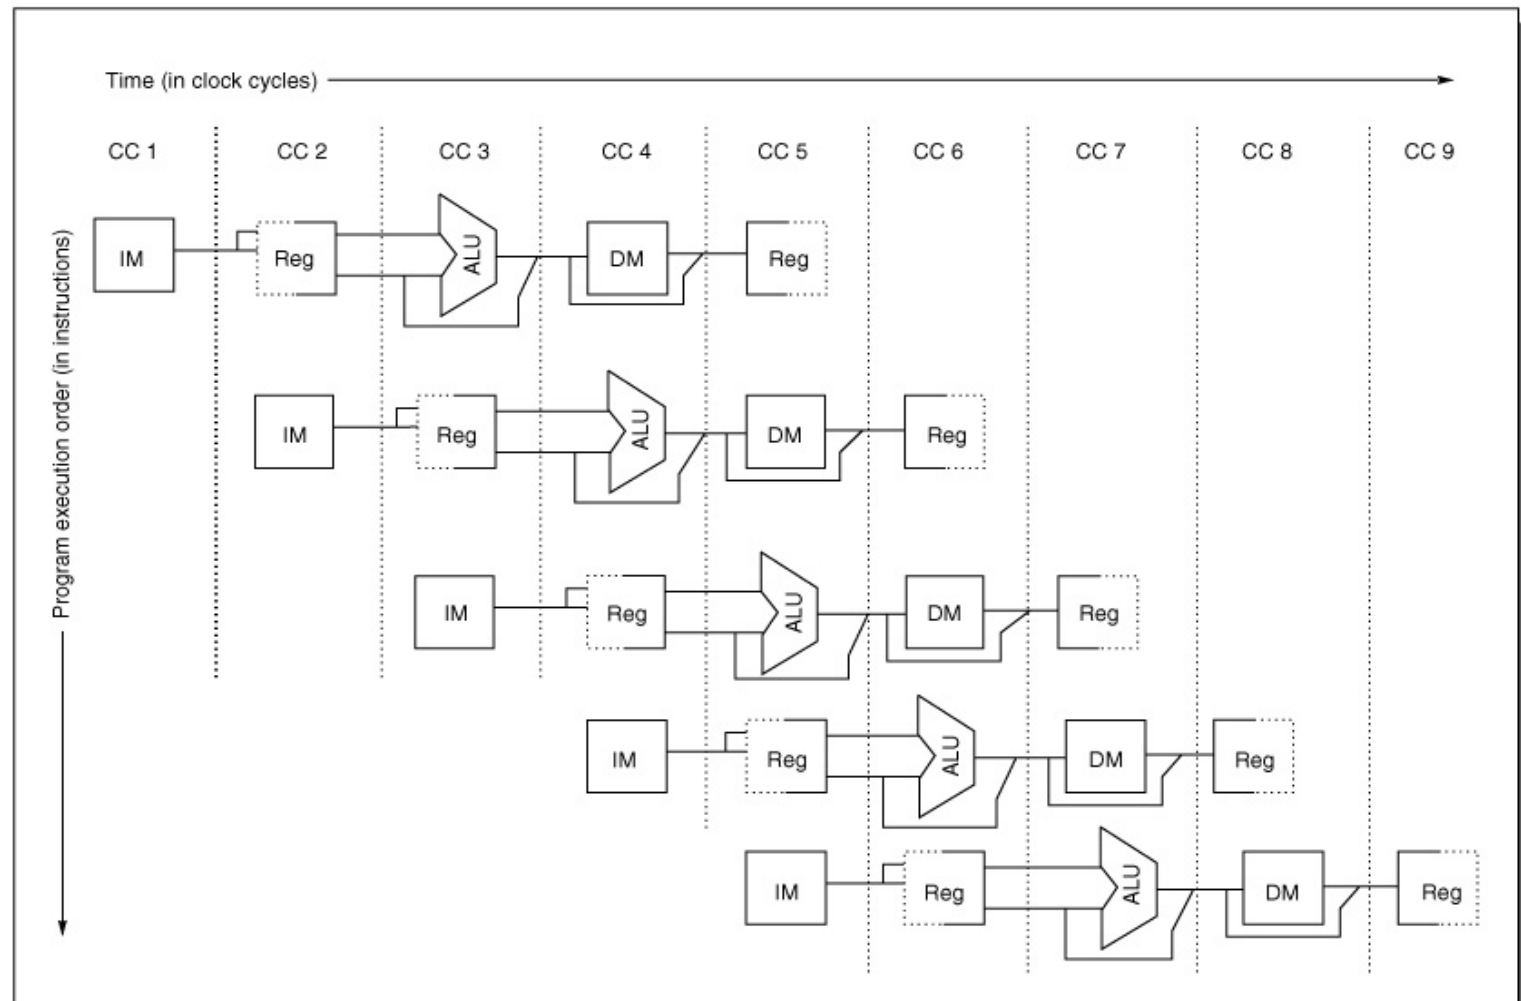 Time (in clock cycles)
CC 1 CC 2 CC 3 CC 4 CC 5 CC 6 CC 7 CC 8 CC 9
Program execution order (in instructions)
IM Reg ALU DM Reg
IM Reg ALU DM Reg
IM Reg ALU DM Reg
IM Reg ALU DM Reg
IM Reg ALU DM Reg